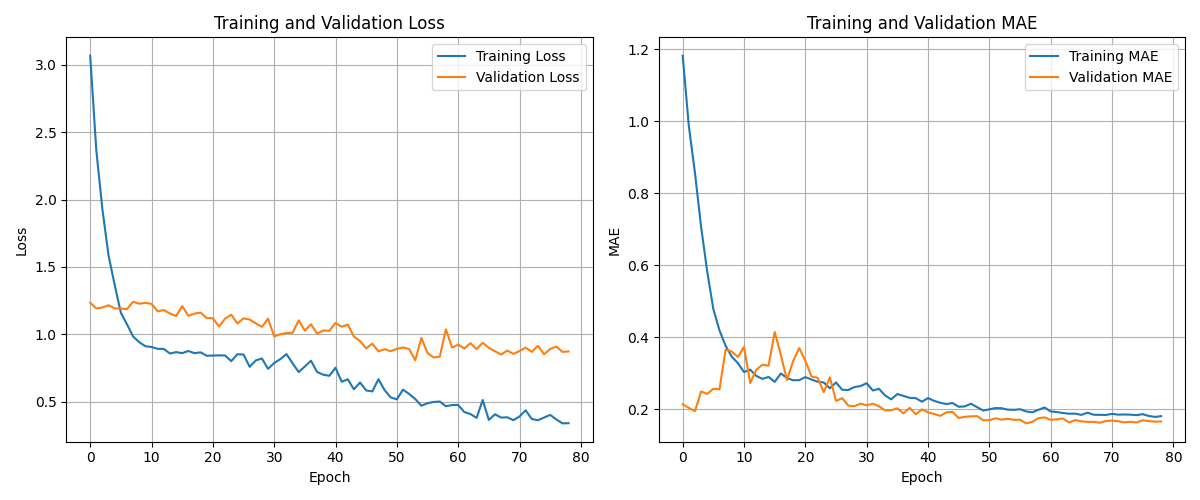 Training and Validation Loss
Training Loss
Validation Loss
3.0
2.5
2.0
1.5
1.0
0.5
Loss
0 10 20 30 40 50 60 70 80
Epoch
Training and Validation MAE
Training MAE
Validation MAE
1.2
1.0
0.8
0.6
0.4
0.2
MAE
0 10 20 30 40 50 60 70 80
Epoch